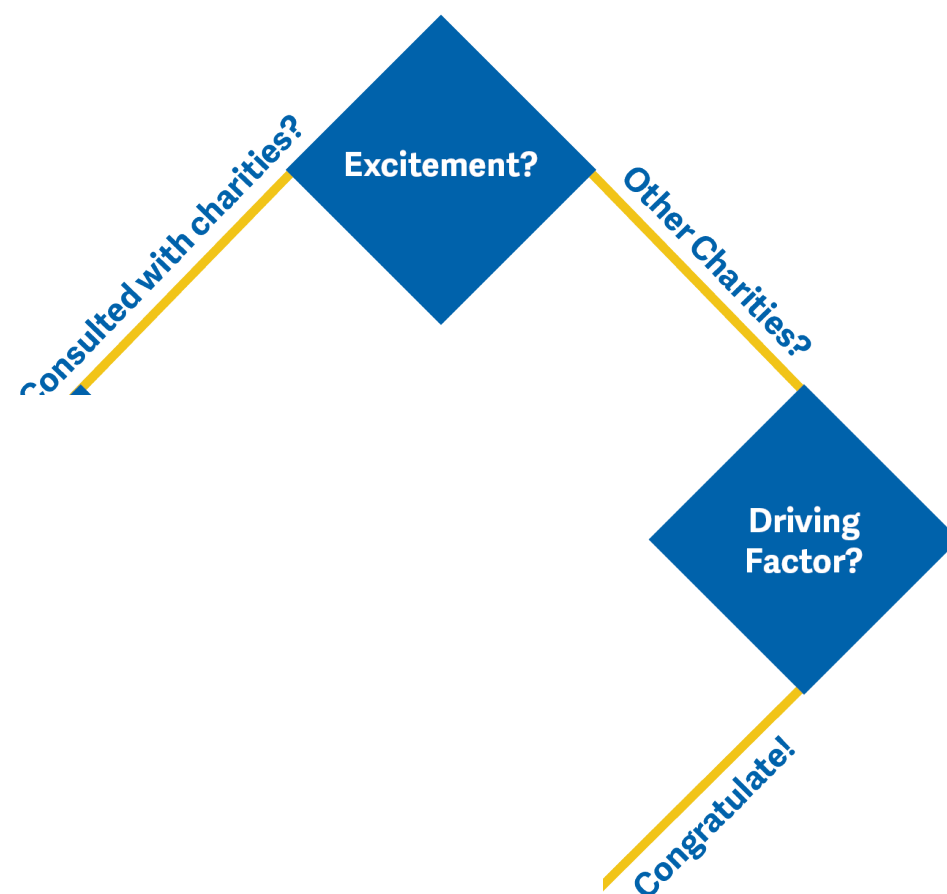 Excitement?
Consulted with charities?
Other Charities?
Driving
Factor?
Congratulate!